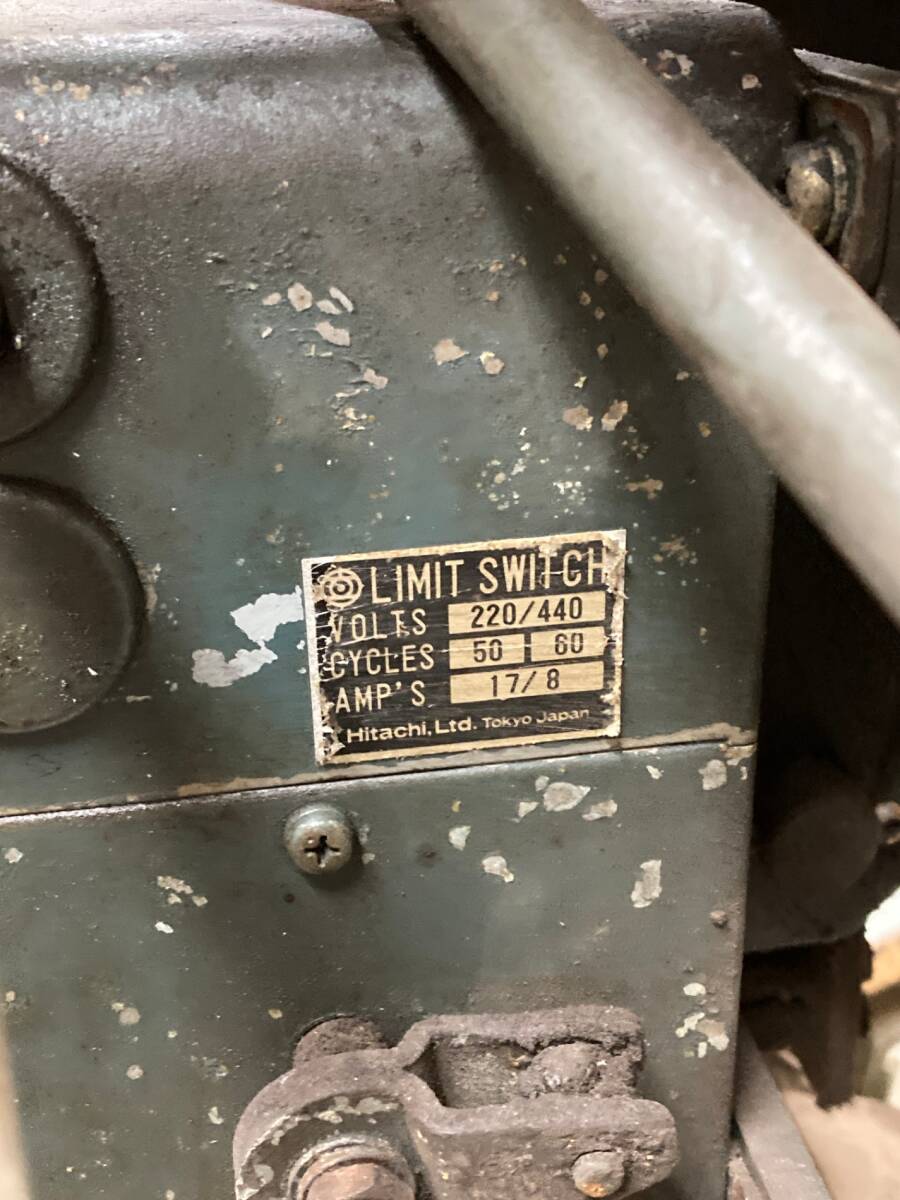 LIMIT SWITCH
VOLTS 220/440
CYCLES 50 60
AMP'S 17/8
Hitachi, Ltd. Tokyo Japan